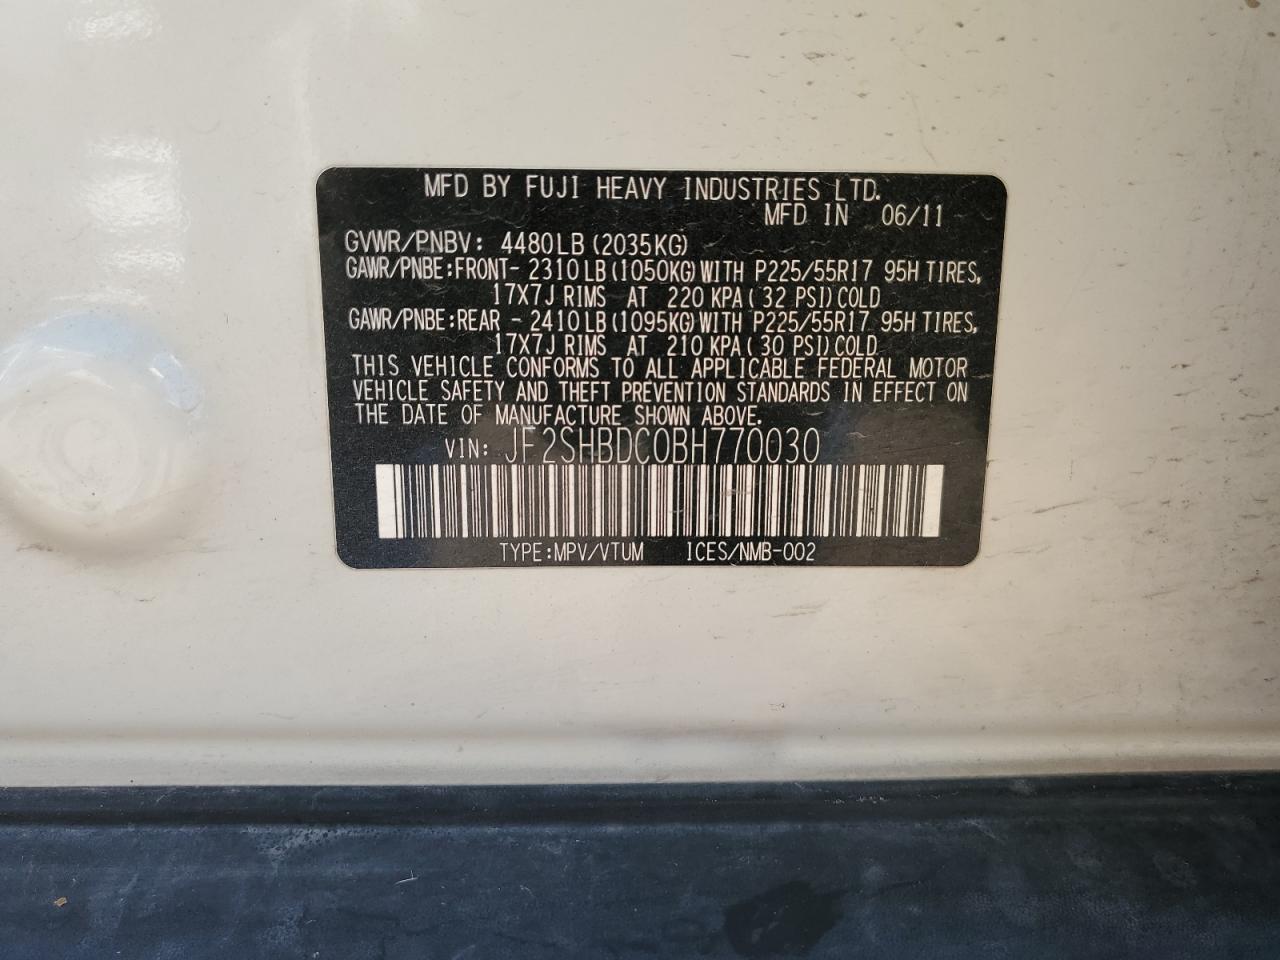 MFD BY FUJI HEAVY INDUSTRIES LTD.
MFD IN 06/11
GVWR/PNBV: 4480LB (2035KG)
GAWR/PNBE:FRONT- 2310 LB (1050KG) WITH P225/55R17 95H TIRES,
17X7J RIMS AT 220 KPA ( 32 PSI) COLD
GAWR/PNBE:REAR - 2410 LB (1095KG) WITH P225/55R17 95H TIRES,
17X7J RIMS AT 210 KPA ( 30 PSI) COLD
THIS VEHICLE CONFORMS TO ALL APPLICABLE FEDERAL MOTOR
VEHICLE SAFETY AND THEFT PREVENTION STANDARDS IN EFFECT ON
THE DATE OF MANUFACTURE SHOWN ABOVE.
VIN: JF2SHBDC0BH770030
TYPE:MPV/VTUM ICES/NMB-002